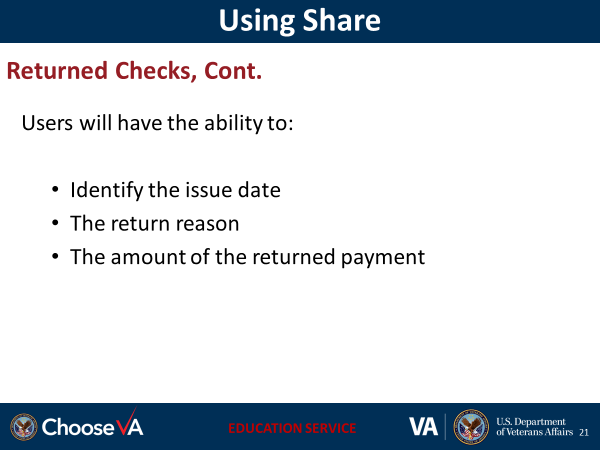 Using Share
Returned Checks, Cont.
Users will have the ability to:
• Identify the issue date
• The return reason
• The amount of the returned payment
ChooseVA
EDUCATION SERVICE
VA
U.S. Department
of Veterans Affairs
21